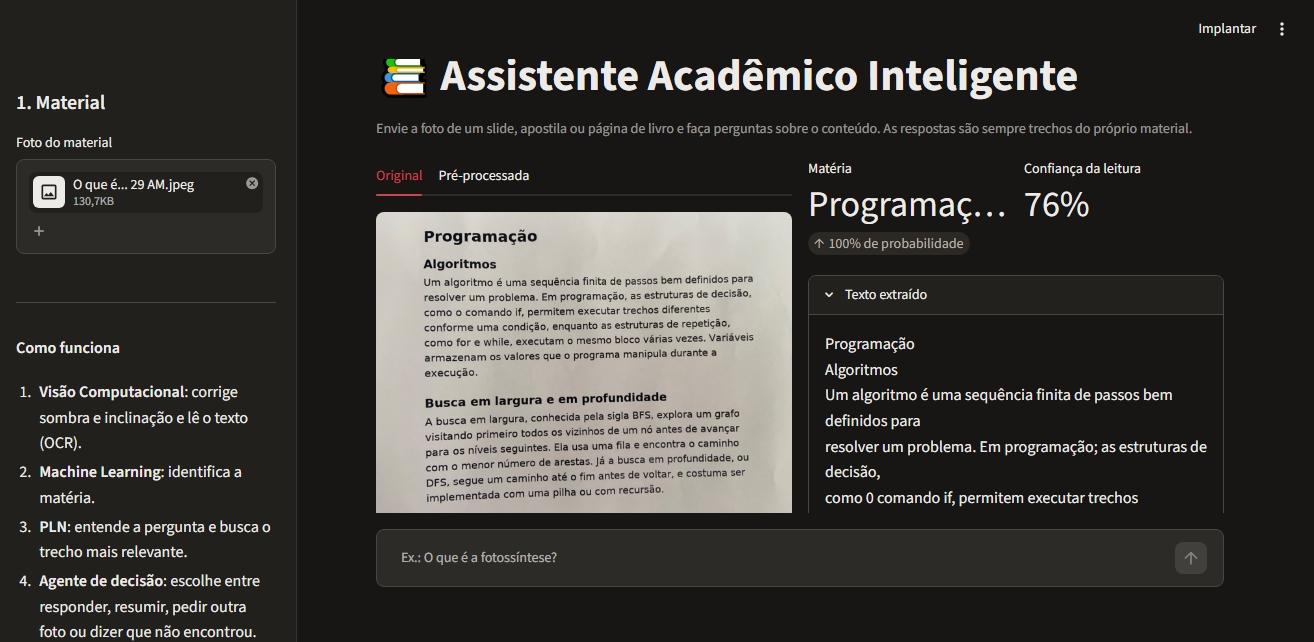 Implantar
1. Material
Foto do material
O que é... 29 AM.jpeg
130,7KB
Como funciona
1. Visão Computacional: corrige
sombra e inclinação e lê o texto
(OCR).
2. Machine Learning: identifica a
matéria.
3. PLN: entende a pergunta e busca o
trecho mais relevante.
4. Agente de decisão: escolhe entre
responder, resumir, pedir outra
foto ou dizer que não encontrou.
Assistente Acadêmico Inteligente
Envie a foto de um slide, apostila ou página de livro e faça perguntas sobre o conteúdo. As respostas são sempre trechos do próprio material.
Original Pré-processada
Programação
Algoritmos
Um algoritmo é uma sequência finita de passos bem definidos para
resolver um problema. Em programação, as estruturas de decisão,
como o comando if, permitem executar trechos diferentes
conforme uma condição, enquanto as estruturas de repetição,
como for e while, executam o mesmo bloco várias vezes. Variáveis
armazenam os valores que o programa manipula durante a
execução.
Busca em largura e em profundidade
A busca em largura, conhecida pela sigla BFS, explora um grafo
visitando primeiro todos os vizinhos de um nó antes de avançar
para os níveis seguintes. Ela usa uma fila e encontra o caminho
com o menor número de arestas. Já a busca em profundidade, ou
DFS, segue um caminho até o fim antes de voltar, e costuma ser
implementada com uma pilha ou com recursão.
Matéria
Programaç...
↑ 100% de probabilidade
Confiança da leitura
76%
Texto extraído
Programação
Algoritmos
Um algoritmo é uma sequência finita de passos bem
definidos para
resolver um problema. Em programação; as estruturas de
decisão,
como 0 comando if, permitem executar trechos
Ex.: O que é a fotossíntese?